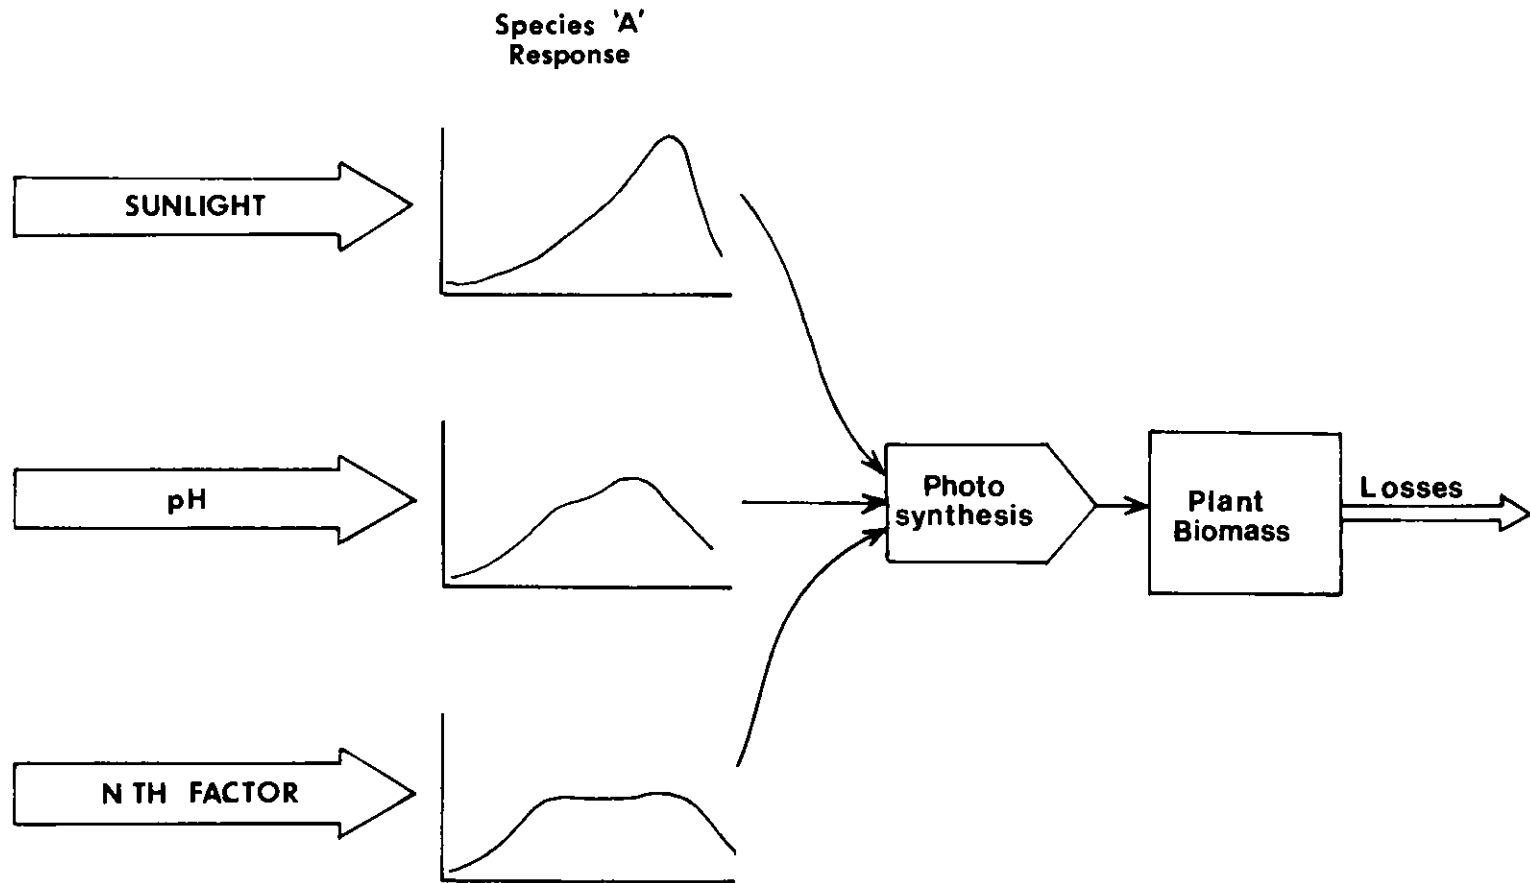 Species 'A'
Response
SUNLIGHT
pH
N TH FACTOR
Photo
synthesis
Plant
Biomass
Losses